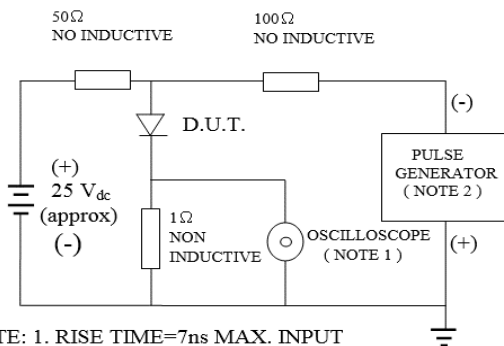 50Ω
NO INDUCTIVE
100Ω
NO INDUCTIVE
(-)
D.U.T.
PULSE
GENERATOR
( NOTE 2 )
(+)
25 Vdc
(approx)
(-)
1Ω
NON
INDUCTIVE
OSCILLOSCOPE
( NOTE 1 )
(+)
TE: 1. RISE TIME=7ns MAX. INPUT